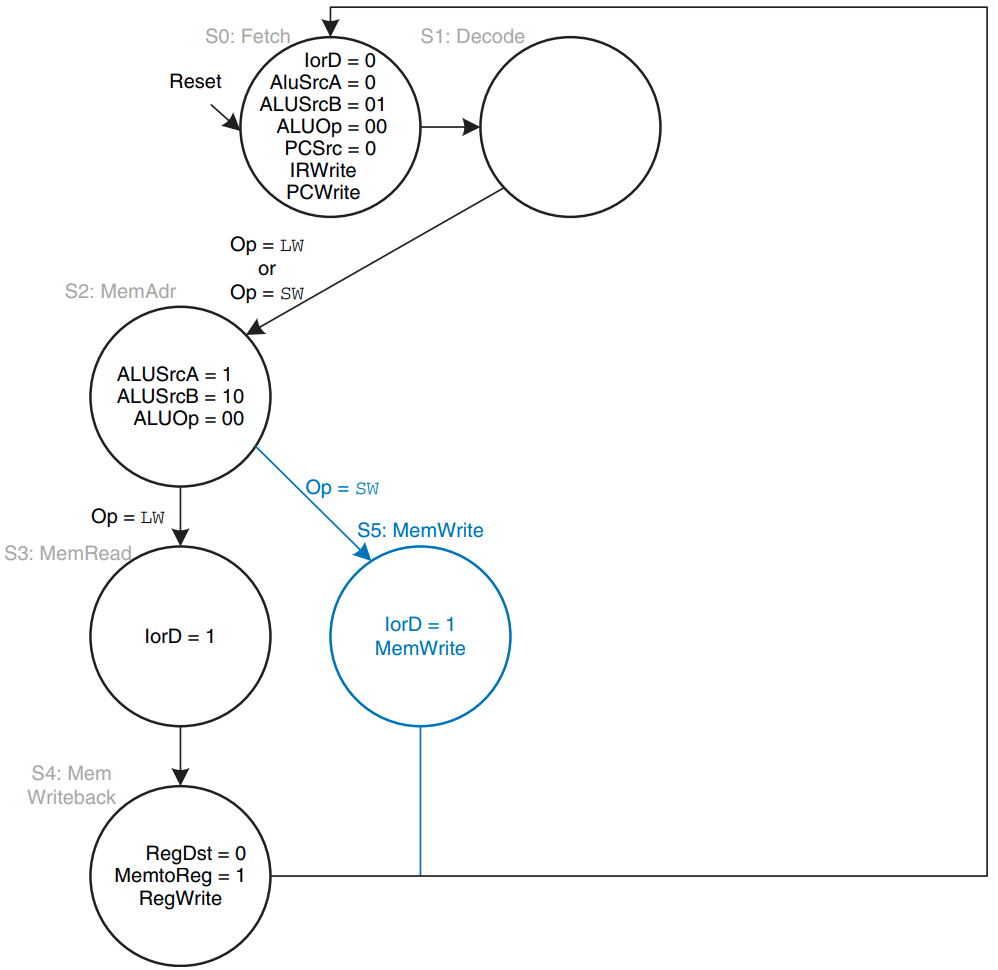 S0: Fetch
S1: Decode
Reset
IorD = 0
AluSrcA = 0
ALUSrcB = 01
ALUOp = 00
PCSrc = 0
IRWrite
PCWrite
Op = LW
or
Op = SW
S2: MemAdr
ALUSrcA = 1
ALUSrcB = 10
ALUOp = 00
Op = SW
Op = LW
S5: MemWrite
S3: MemRead
IorD = 1
IorD = 1
MemWrite
S4: Mem
Writeback
RegDst = 0
MemtoReg = 1
RegWrite